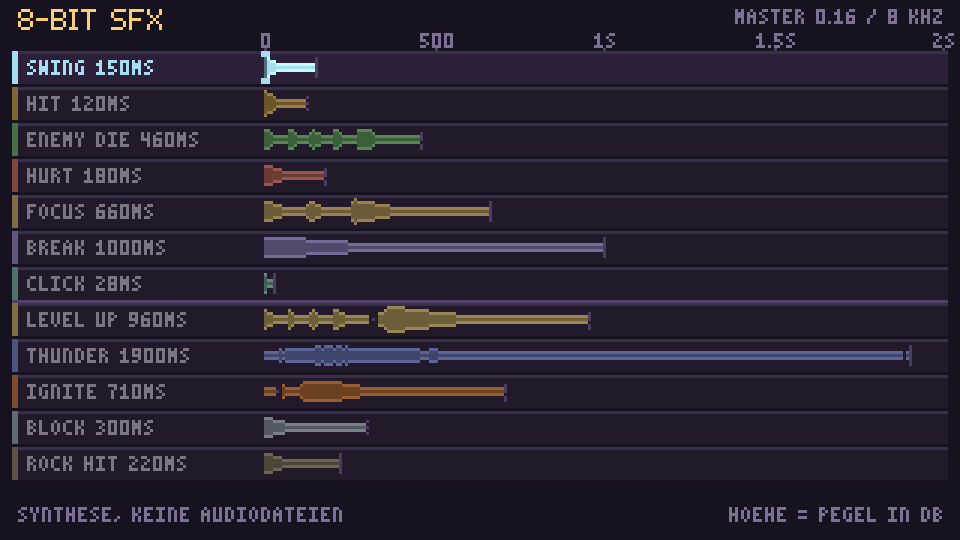 8-BIT SFX
MASTER 0.16 / 8 KHZ
0 500 1S 1.5S 2S
SWING 150MS
HIT 120MS
ENEMY DIE 460MS
HURT 180MS
FOCUS 660MS
BREAK 1000MS
CLICK 28MS
LEVEL UP 960MS
THUNDER 1900MS
IGNITE 710MS
BLOCK 300MS
ROCK HIT 220MS
SYNTHESE, KEINE AUDIODATEIEN
HOEHE = PEGEL IN DB